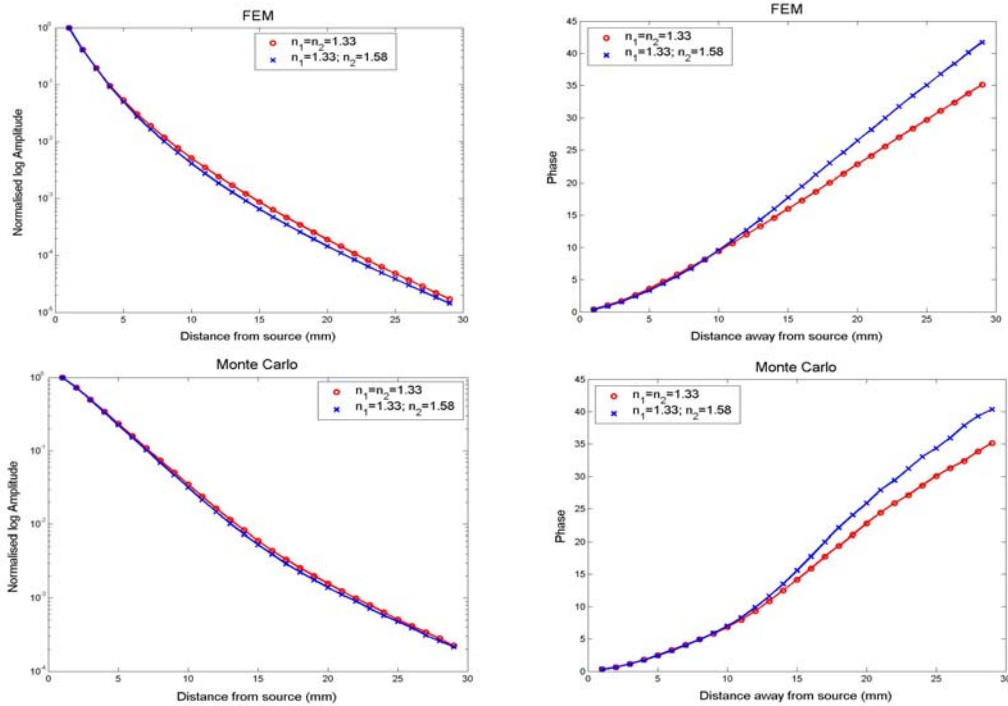 FEM
n1=n2=1.33
n1=1.33; n2=1.58
Normalised log Amplitude
10^0
10^-1
10^-2
10^-3
10^-4
10^-5
0 5 10 15 20 25 30
Distance from source (mm)
FEM
n1=n2=1.33
n1=1.33; n2=1.58
Phase
45
40
35
30
25
20
15
10
5
0
0 5 10 15 20 25 30
Distance away from source (mm)
Monte Carlo
n1=n2=1.33
n1=1.33; n2=1.58
Normalised log Amplitude
10^0
10^-1
10^-2
10^-3
10^-4
0 5 10 15 20 25 30
Distance from source (mm)
Monte Carlo
n1=n2=1.33
n1=1.33; n2=1.58
Phase
45
40
35
30
25
20
15
10
5
0
0 5 10 15 20 25 30
Distance away from source (mm)